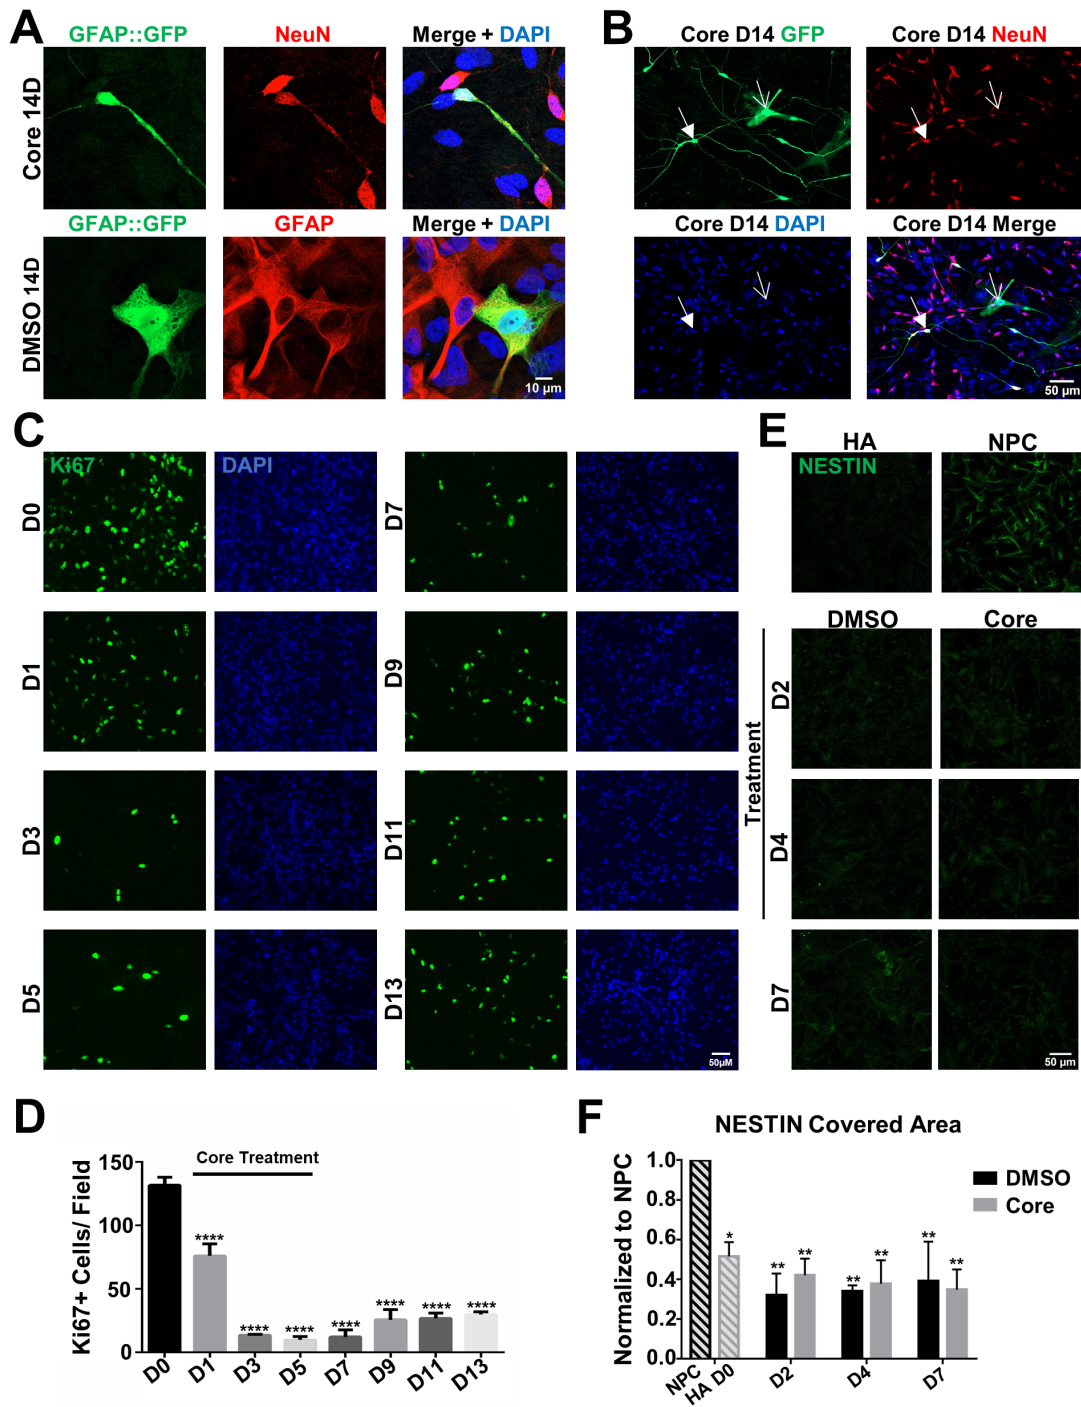 A
GFAP::GFP NeuN Merge + DAPI
Core 14D
GFAP::GFP GFAP Merge + DAPI
DMSO 14D
10 µm
B
Core D14 GFP Core D14 NeuN
Core D14 DAPI Core D14 Merge
50 µm
C
Ki67 DAPI
D0
D7
D1
D9
D3
D11
D5
D13
50µM
E
HA NPC
NESTIN
DMSO Core
Treatment
D2
D4
D7
50 µm
D
Core Treatment
Ki67+ Cells/ Field
150
100
50
0
****
****
****
****
****
****
****
D0 D1 D3 D5 D7 D9 D11 D13
F
NESTIN Covered Area
Normalized to NPC
1.0
0.8
0.6
0.4
0.2
0.0
DMSO
Core
*
**
**
**
**
**
**
NPC HA D0 D2 D4 D7